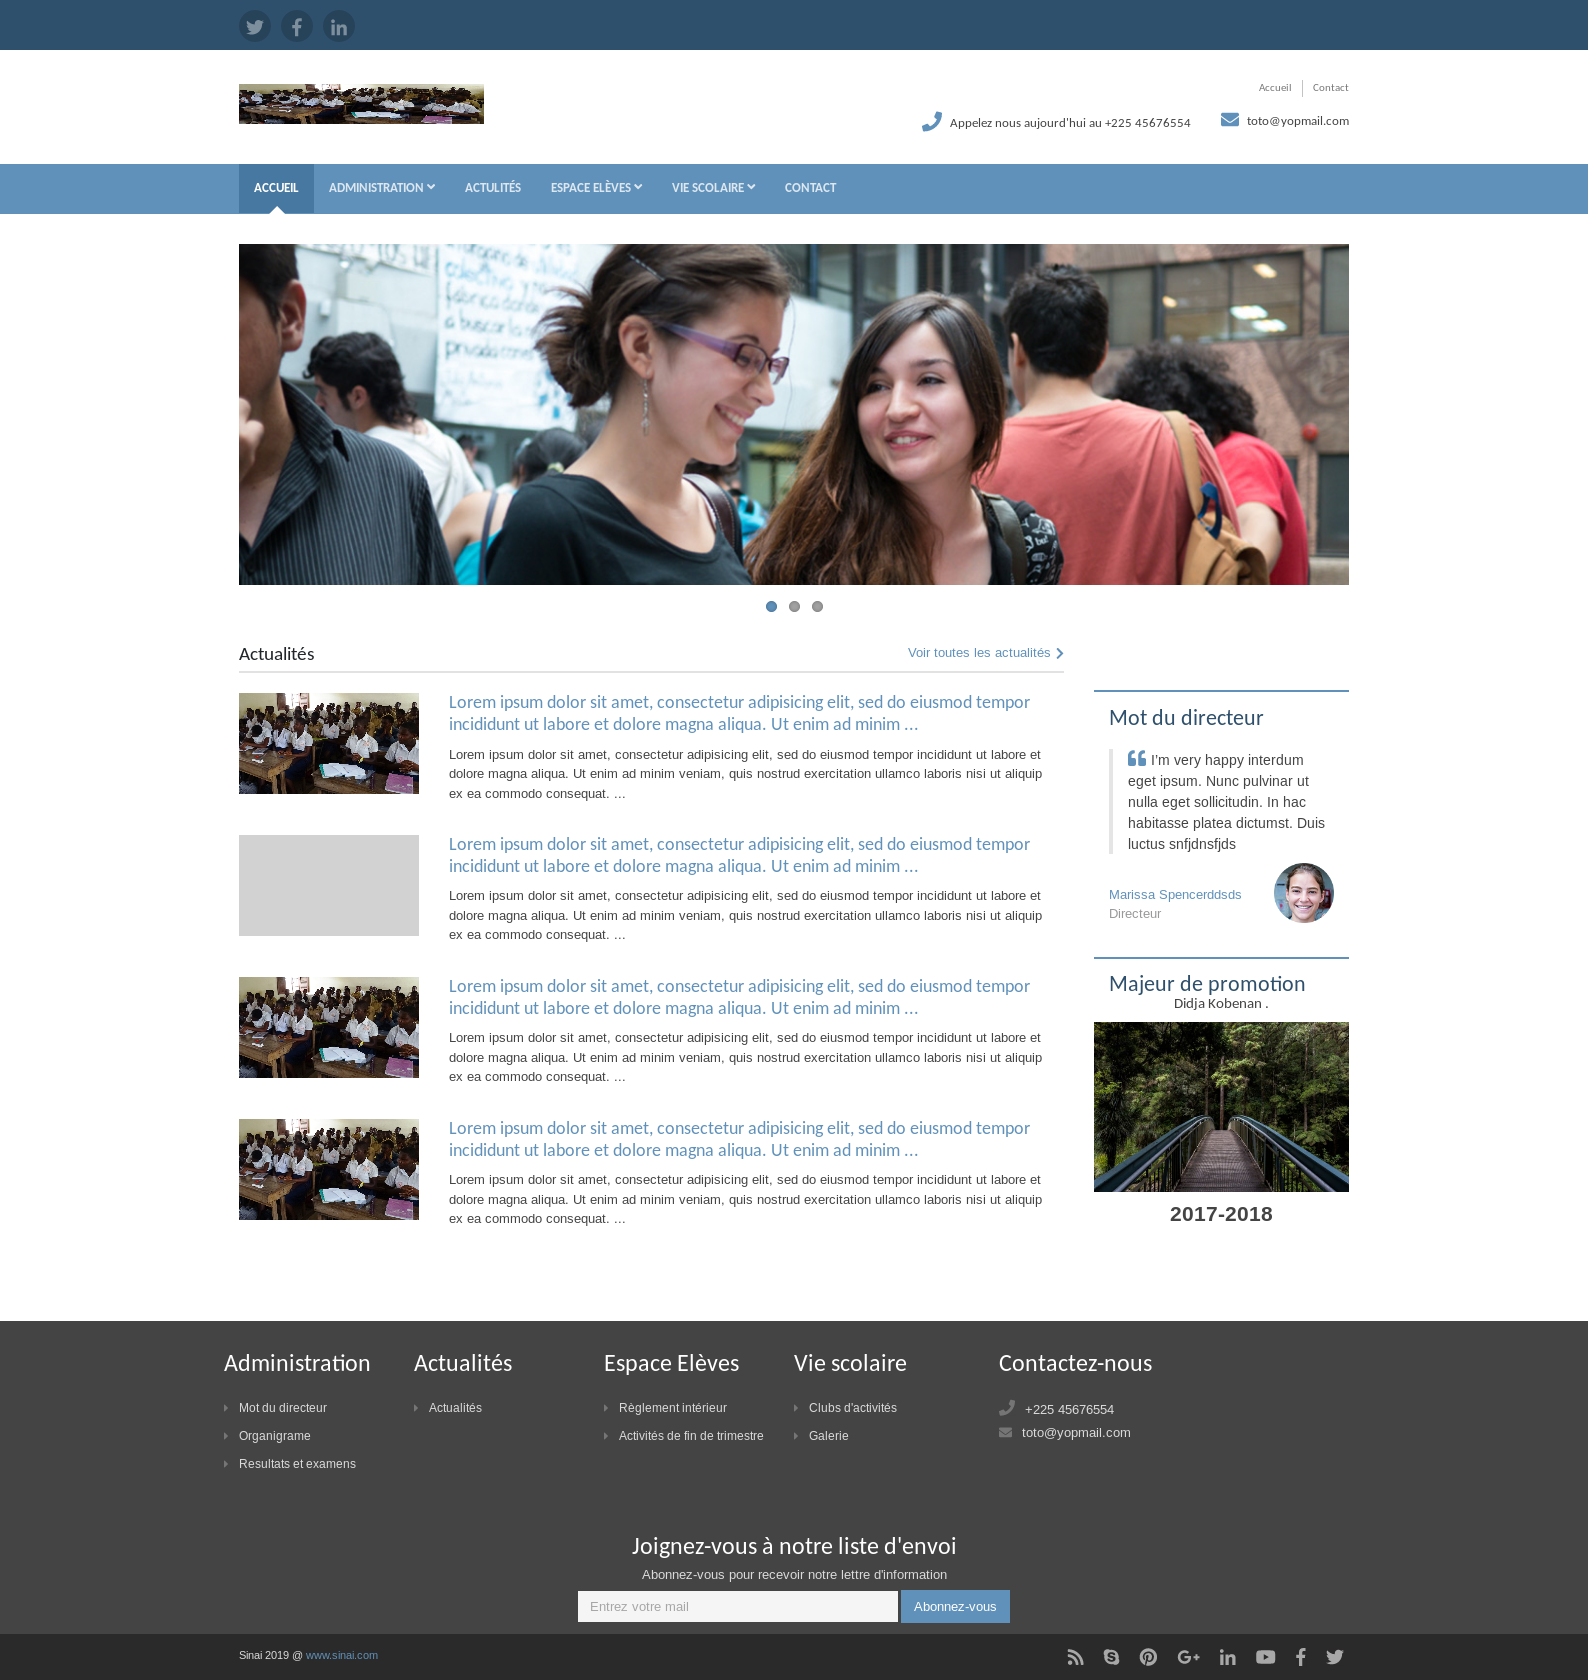 Accueil
Contact
Appelez nous aujourd'hui au +225 45676554
toto@yopmail.com
ACCUEIL
ADMINISTRATION
ACTULITÉS
ESPACE ELÈVES
VIE SCOLAIRE
CONTACT
Actualités
Voir toutes les actualités
Lorem ipsum dolor sit amet, consectetur adipisicing elit, sed do eiusmod tempor
incididunt ut labore et dolore magna aliqua. Ut enim ad minim ...
Lorem ipsum dolor sit amet, consectetur adipisicing elit, sed do eiusmod tempor incididunt ut labore et
dolore magna aliqua. Ut enim ad minim veniam, quis nostrud exercitation ullamco laboris nisi ut aliquip
ex ea commodo consequat. ...
Lorem ipsum dolor sit amet, consectetur adipisicing elit, sed do eiusmod tempor
incididunt ut labore et dolore magna aliqua. Ut enim ad minim ...
Lorem ipsum dolor sit amet, consectetur adipisicing elit, sed do eiusmod tempor incididunt ut labore et
dolore magna aliqua. Ut enim ad minim veniam, quis nostrud exercitation ullamco laboris nisi ut aliquip
ex ea commodo consequat. ...
Lorem ipsum dolor sit amet, consectetur adipisicing elit, sed do eiusmod tempor
incididunt ut labore et dolore magna aliqua. Ut enim ad minim ...
Lorem ipsum dolor sit amet, consectetur adipisicing elit, sed do eiusmod tempor incididunt ut labore et
dolore magna aliqua. Ut enim ad minim veniam, quis nostrud exercitation ullamco laboris nisi ut aliquip
ex ea commodo consequat. ...
Lorem ipsum dolor sit amet, consectetur adipisicing elit, sed do eiusmod tempor
incididunt ut labore et dolore magna aliqua. Ut enim ad minim ...
Lorem ipsum dolor sit amet, consectetur adipisicing elit, sed do eiusmod tempor incididunt ut labore et
dolore magna aliqua. Ut enim ad minim veniam, quis nostrud exercitation ullamco laboris nisi ut aliquip
ex ea commodo consequat. ...
Mot du directeur
I'm very happy interdum
eget ipsum. Nunc pulvinar ut
nulla eget sollicitudin. In hac
habitasse platea dictumst. Duis
luctus snfjdnsfjds
Marissa Spencerddsds
Directeur
Majeur de promotion
Didja Kobenan .
2017-2018
Administration
Mot du directeur
Organigrame
Resultats et examens
Actualités
Actualités
Espace Elèves
Règlement intérieur
Activités de fin de trimestre
Vie scolaire
Clubs d'activités
Galerie
Contactez-nous
+225 45676554
toto@yopmail.com
Joignez-vous à notre liste d'envoi
Abonnez-vous pour recevoir notre lettre d'information
Entrez votre mail
Abonnez-vous
Sinai 2019 @ www.sinai.com